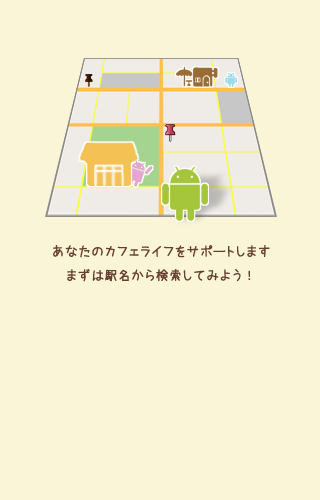 あなたのカフェライフをサポートします
まずは駅名から検索してみよう！